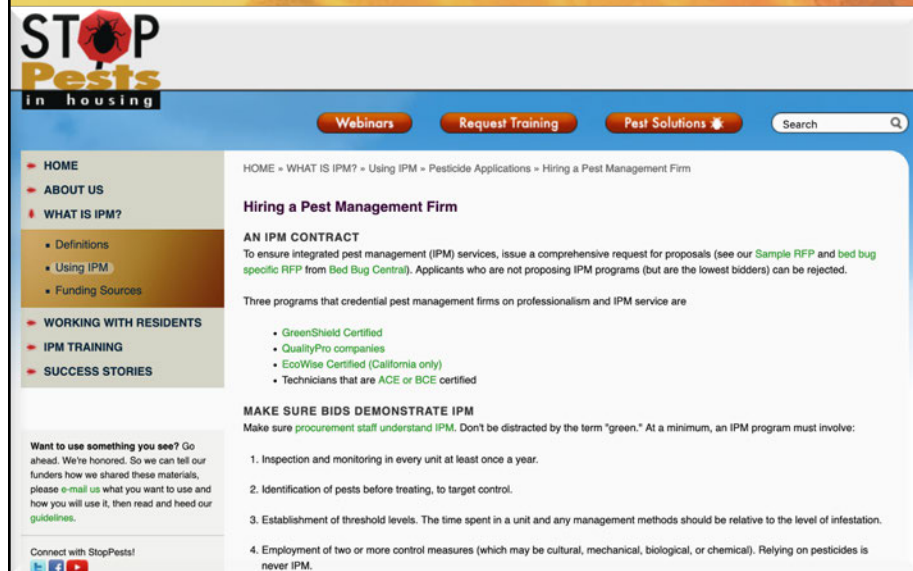 STOP
Pests
in housing
Webinars
Request Training
Pest Solutions
Search
HOME
ABOUT US
WHAT IS IPM?
Definitions
Using IPM
Funding Sources
WORKING WITH RESIDENTS
IPM TRAINING
SUCCESS STORIES
Want to use something you see? Go
ahead. We're honored. So we can tell our
funders how we shared these materials,
please e-mail us what you want to use and
how you will use it, then read and heed our
guidelines.
Connect with StopPests!
HOME » WHAT IS IPM? » Using IPM » Pesticide Applications » Hiring a Pest Management Firm
Hiring a Pest Management Firm
AN IPM CONTRACT
To ensure integrated pest management (IPM) services, issue a comprehensive request for proposals (see our Sample RFP and bed bug
specific RFP from Bed Bug Central). Applicants who are not proposing IPM programs (but are the lowest bidders) can be rejected.
Three programs that credential pest management firms on professionalism and IPM service are
• GreenShield Certified
• QualityPro companies
• EcoWise Certified (California only)
• Technicians that are ACE or BCE certified
MAKE SURE BIDS DEMONSTRATE IPM
Make sure procurement staff understand IPM. Don't be distracted by the term "green." At a minimum, an IPM program must involve:
1. Inspection and monitoring in every unit at least once a year.
2. Identification of pests before treating, to target control.
3. Establishment of threshold levels. The time spent in a unit and any management methods should be relative to the level of infestation.
4. Employment of two or more control measures (which may be cultural, mechanical, biological, or chemical). Relying on pesticides is
never IPM.